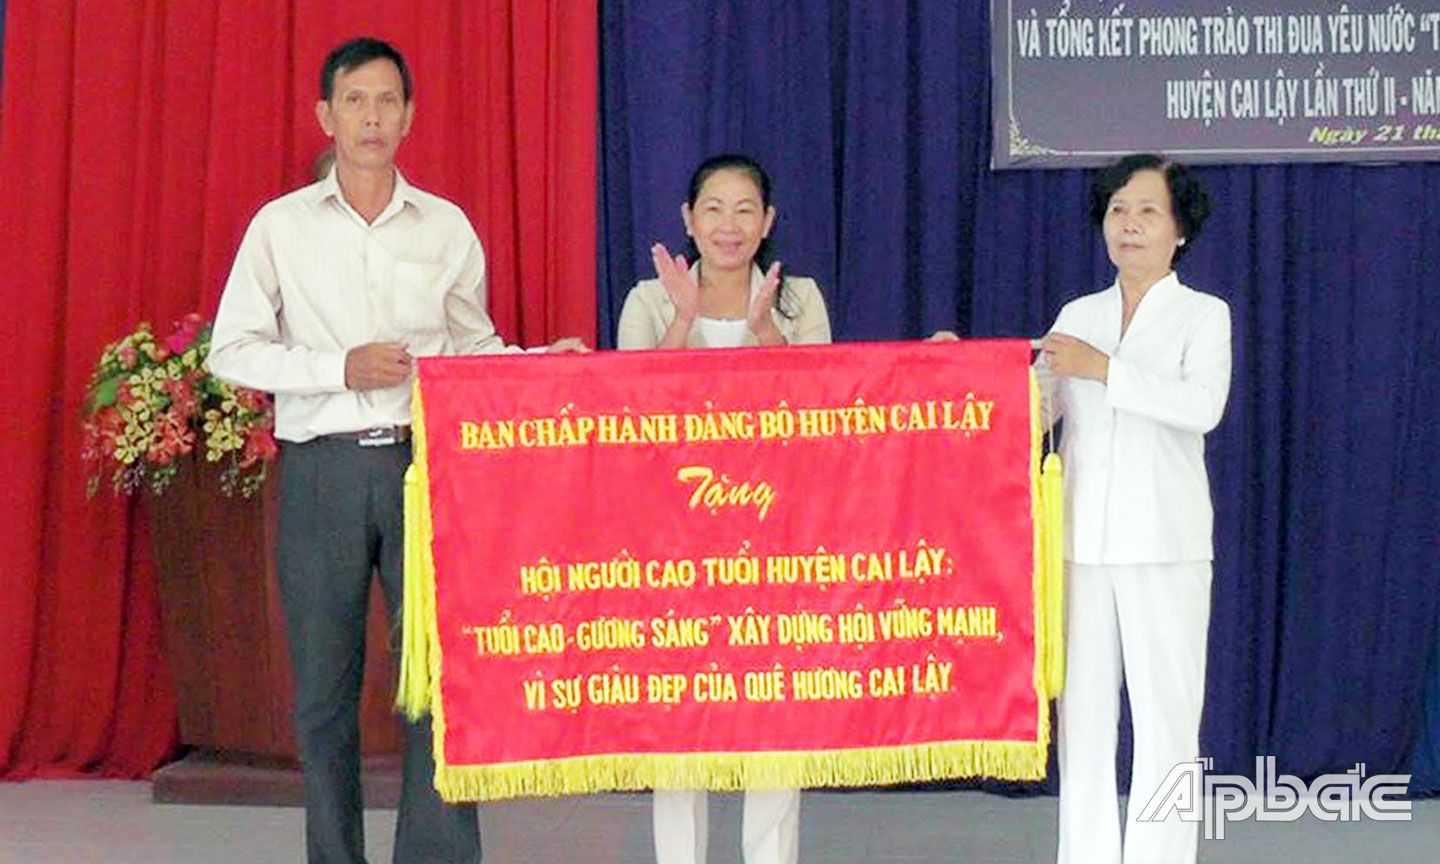 VÀ TỔNG KẾT PHONG TRÀO THI ĐUA YÊU NƯỚC "T
HUYỆN CAI LẬY LẦN THỨ II - NĂM
Ngày 21 th
BAN CHẤP HÀNH ĐẢNG BỘ HUYỆN CAI LẬY
Tặng
HỘI NGƯỜI CAO TUỔI HUYỆN CAI LẬY:
"TUỔI CAO - GƯƠNG SÁNG" XÂY DỰNG HỘI VỮNG MẠNH,
VÌ SỰ GIÀU ĐẸP CỦA QUÊ HƯƠNG CAI LẬY.
Apbac